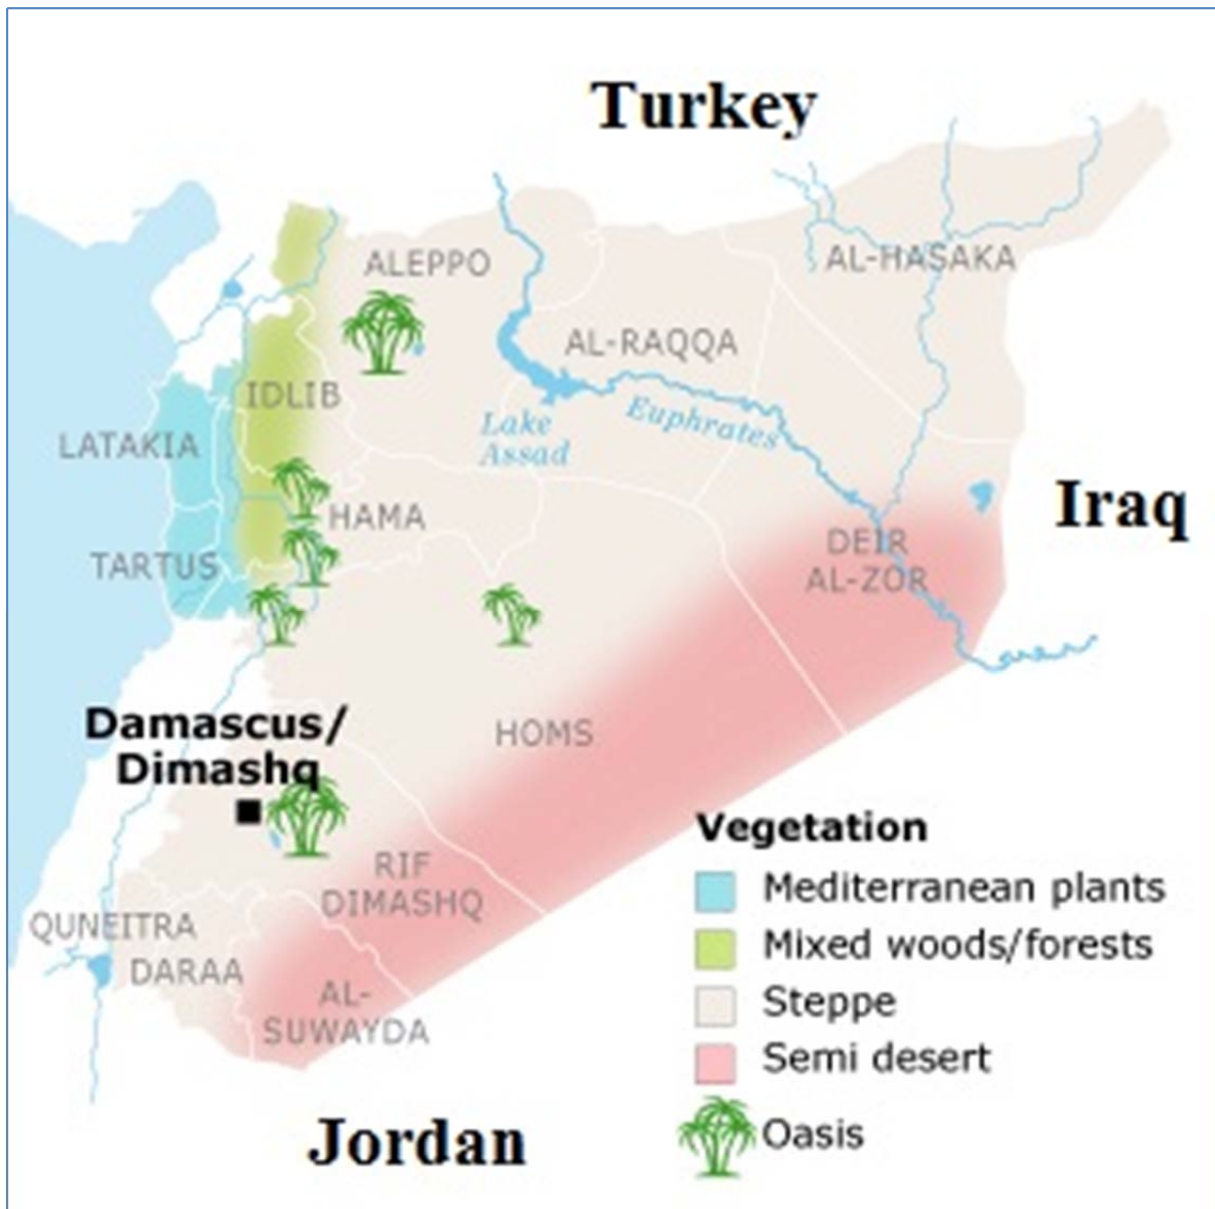 Turkey
ALEPPO
AL-HASAKA
AL-RAQQA
IDLIB
Lake
Assad
Euphrates
LATAKIA
HAMA
Iraq
TARTUS
DEIR
AL-ZOR
Damascus/
Dimashq
HOMS
RIF
DIMASHQ
QUNEITRA
DARAA
AL-
SUWAYDA
Jordan
Vegetation
Mediterranean plants
Mixed woods/forests
Steppe
Semi desert
Oasis